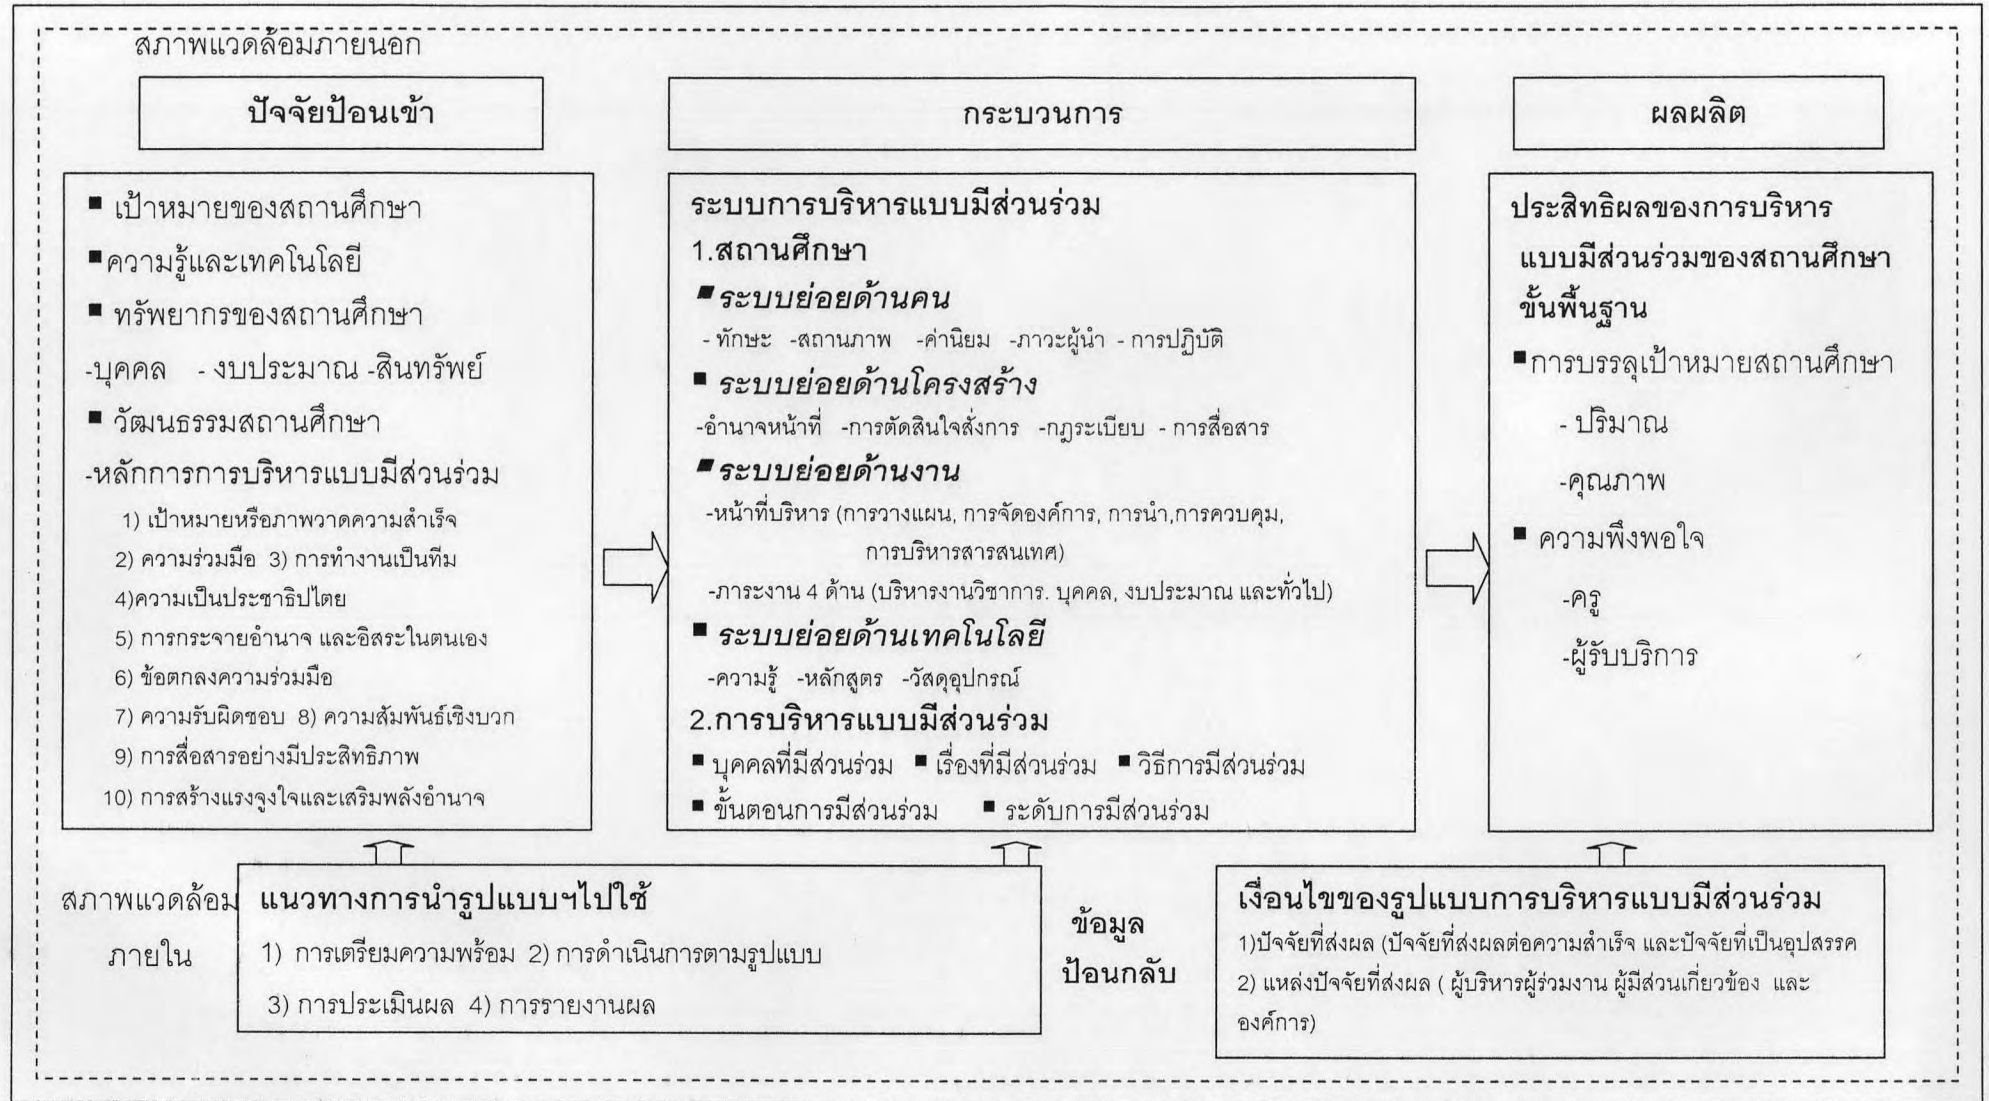 สภาพแวดล้อมภายนอก
ปัจจัยป้อนเข้า
■ เป้าหมายของสถานศึกษา
■ความรู้และเทคโนโลยี
■ ทรัพยากรของสถานศึกษา
-บุคคล - งบประมาณ -สินทรัพย์
■ วัฒนธรรมสถานศึกษา
-หลักการการบริหารแบบมีส่วนร่วม
1) เป้าหมายหรือภาพวาดความสำเร็จ
2) ความร่วมมือ 3) การทำงานเป็นทีม
4)ความเป็นประชาธิปไตย
5) การกระจายอำนาจ และอิสระในตนเอง
6) ข้อตกลงความร่วมมือ
7) ความรับผิดชอบ 8) ความสัมพันธ์เชิงบวก
9) การสื่อสารอย่างมีประสิทธิภาพ
10) การสร้างแรงจูงใจและเสริมพลังอำนาจ
กระบวนการ
ระบบการบริหารแบบมีส่วนร่วม
1.สถานศึกษา
■ระบบย่อยด้านคน
- ทักษะ -สถานภาพ -ค่านิยม -ภาวะผู้นำ - การปฏิบัติ
■ ระบบย่อยด้านโครงสร้าง
-อำนาจหน้าที่ -การตัดสินใจสั่งการ -กฎระเบียบ - การสื่อสาร
■ระบบย่อยด้านงาน
-หน้าที่บริหาร (การวางแผน, การจัดองค์การ, การนำ,การควบคุม,
การบริหารสารสนเทศ)
-ภาระงาน 4 ด้าน (บริหารงานวิชาการ. บุคคล, งบประมาณ และทั่วไป)
■ ระบบย่อยด้านเทคโนโลยี
-ความรู้ -หลักสูตร -วัสดุอุปกรณ์
2.การบริหารแบบมีส่วนร่วม
■ บุคคลที่มีส่วนร่วม ■ เรื่องที่มีส่วนร่วม ■ วิธีการมีส่วนร่วม
■ ขั้นตอนการมีส่วนร่วม ■ ระดับการมีส่วนร่วม
ผลผลิต
ประสิทธิผลของการบริหาร
แบบมีส่วนร่วมของสถานศึกษา
ขั้นพื้นฐาน
■การบรรลุเป้าหมายสถานศึกษา
- ปริมาณ
-คุณภาพ
■ ความพึงพอใจ
-ครู
-ผู้รับบริการ
สภาพแวดล้อม
ภายใน
แนวทางการนำรูปแบบฯไปใช้
1) การเตรียมความพร้อม 2) การดำเนินการตามรูปแบบ
3) การประเมินผล 4) การรายงานผล
ข้อมูล
ป้อนกลับ
เงื่อนไขของรูปแบบการบริหารแบบมีส่วนร่วม
1)ปัจจัยที่ส่งผล (ปัจจัยที่ส่งผลต่อความสำเร็จ และปัจจัยที่เป็นอุปสรรค
2) แหล่งปัจจัยที่ส่งผล ( ผู้บริหารผู้ร่วมงาน ผู้มีส่วนเกี่ยวข้อง และ
องค์การ)